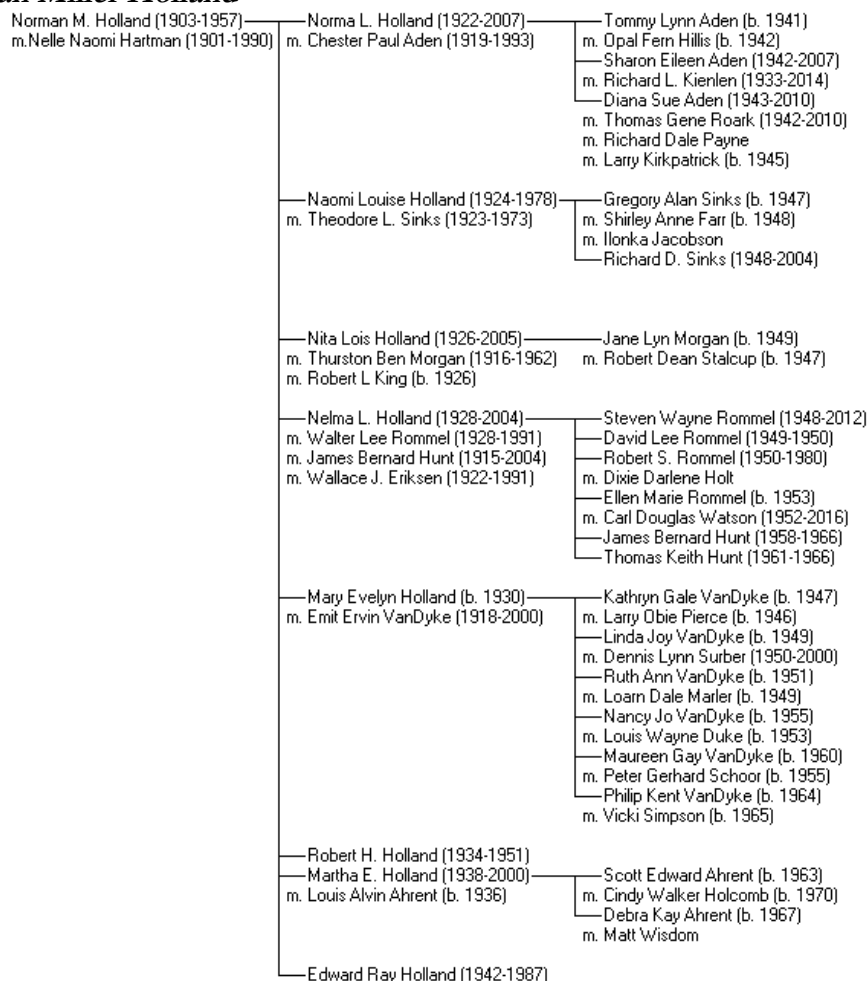 Miller Holland
Norman M. Holland (1903-1957)
m.Nelle Naomi Hartman (1901-1990)
Norma L. Holland (1922-2007)
m. Chester Paul Aden (1919-1993)
Tommy Lynn Aden (b. 1941)
m. Opal Fern Hillis (b. 1942)
Sharon Eileen Aden (1942-2007)
m. Richard L. Kienlen (1933-2014)
Diana Sue Aden (1943-2010)
m. Thomas Gene Roark (1942-2010)
m. Richard Dale Payne
m. Larry Kirkpatrick (b. 1945)
Naomi Louise Holland (1924-1978)
m. Theodore L. Sinks (1923-1973)
Gregory Alan Sinks (b. 1947)
m. Shirley Anne Farr (b. 1948)
m. Ilonka Jacobson
Richard D. Sinks (1948-2004)
Nita Lois Holland (1926-2005)
m. Thurston Ben Morgan (1916-1962)
m. Robert L King (b. 1926)
Jane Lyn Morgan (b. 1949)
m. Robert Dean Stalcup (b. 1947)
Nelma L. Holland (1928-2004)
m. Walter Lee Rommel (1928-1991)
m. James Bernard Hunt (1915-2004)
m. Wallace J. Eriksen (1922-1991)
Steven Wayne Rommel (1948-2012)
David Lee Rommel (1949-1950)
Robert S. Rommel (1950-1980)
m. Dixie Darlene Holt
Ellen Marie Rommel (b. 1953)
m. Carl Douglas Watson (1952-2016)
James Bernard Hunt (1958-1966)
Thomas Keith Hunt (1961-1966)
Mary Evelyn Holland (b. 1930)
m. Emit Ervin VanDyke (1918-2000)
Kathryn Gale VanDyke (b. 1947)
m. Larry Obie Pierce (b. 1946)
Linda Joy VanDyke (b. 1949)
m. Dennis Lynn Surber (1950-2000)
Ruth Ann VanDyke (b. 1951)
m. Loarn Dale Marler (b. 1949)
Nancy Jo VanDyke (b. 1955)
m. Louis Wayne Duke (b. 1953)
Maureen Gay VanDyke (b. 1960)
m. Peter Gerhard Schoor (b. 1955)
Philip Kent VanDyke (b. 1964)
m. Vicki Simpson (b. 1965)
Robert H. Holland (1934-1951)
Martha E. Holland (1938-2000)
m. Louis Alvin Ahrent (b. 1936)
Scott Edward Ahrent (b. 1963)
m. Cindy Walker Holcomb (b. 1970)
Debra Kay Ahrent (b. 1967)
m. Matt Wisdom
Edward Ray Holland (1942-1987)